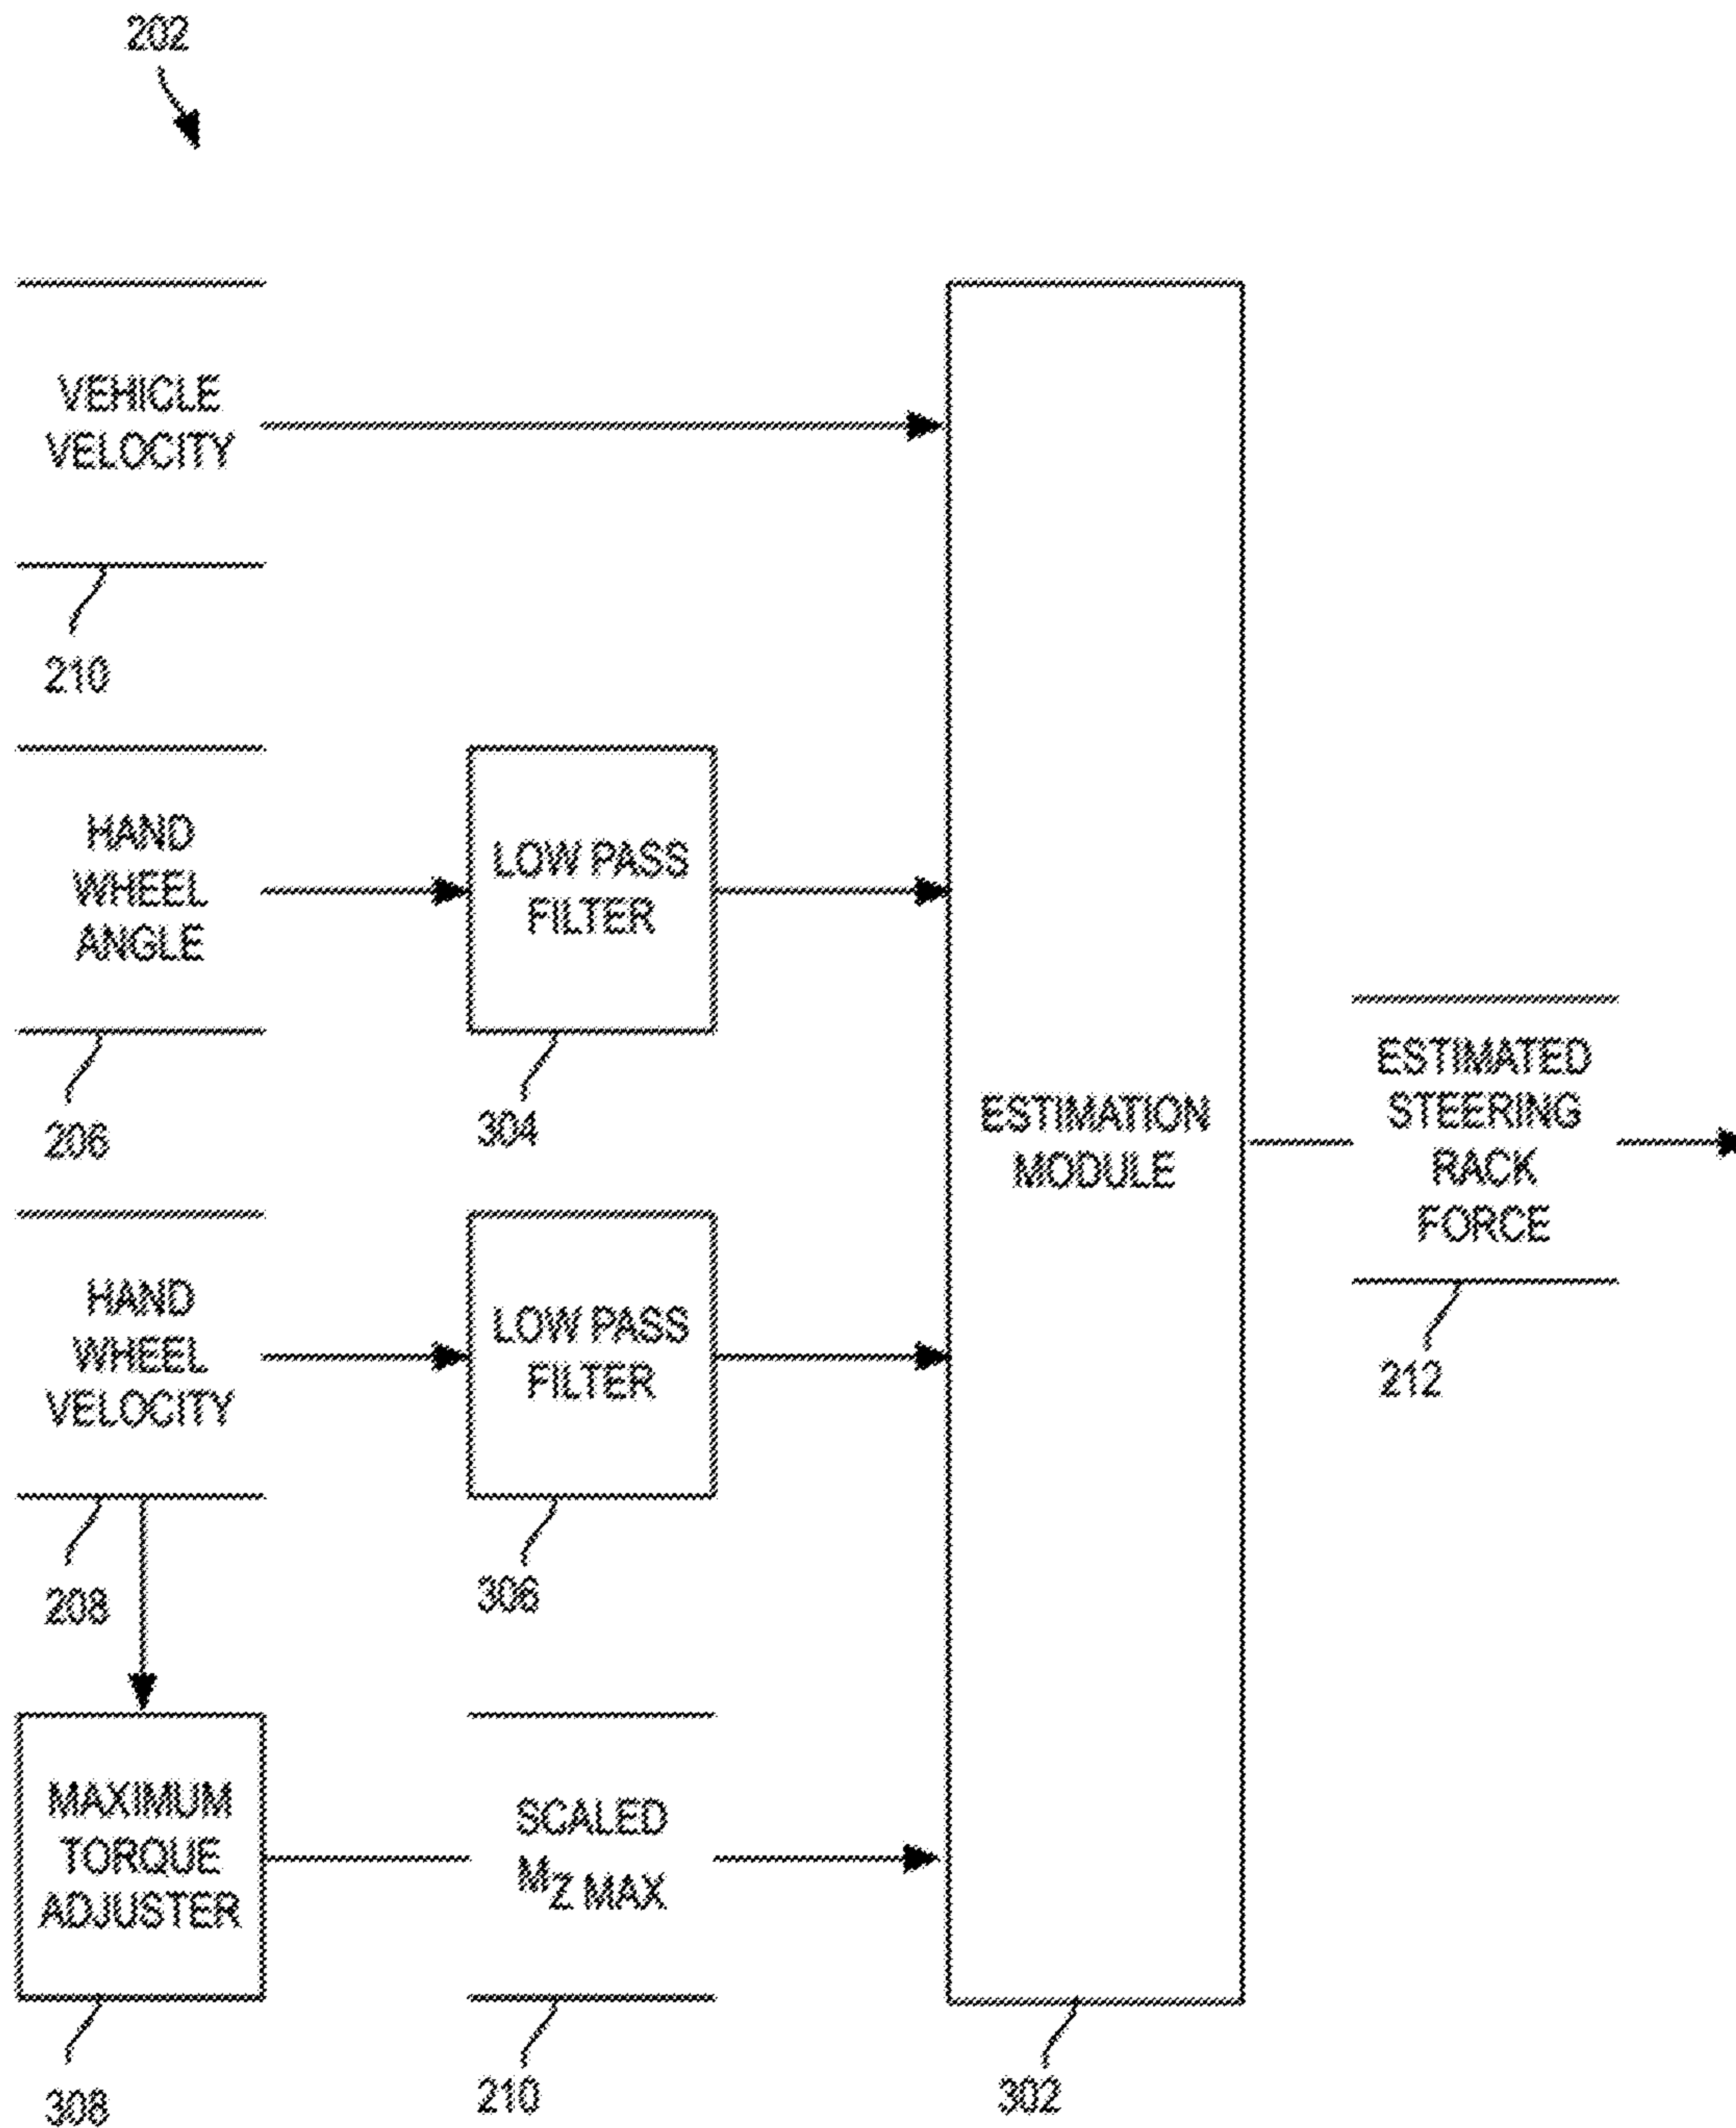 202
VEHICLE
VELOCITY
210
HAND
WHEEL
ANGLE
206
LOW PASS
FILTER
304
HAND
WHEEL
VELOCITY
208
LOW PASS
FILTER
306
MAXIMUM
TORQUE
ADJUSTER
308
SCALED
MZ MAX
210
ESTIMATION
MODULE
302
ESTIMATED
STEERING
RACK
FORCE
212